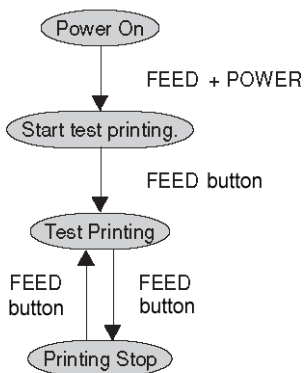 Power On
FEED + POWER
Start test printing.
FEED button
Test Printing
FEED
button
FEED
button
Printing Stop